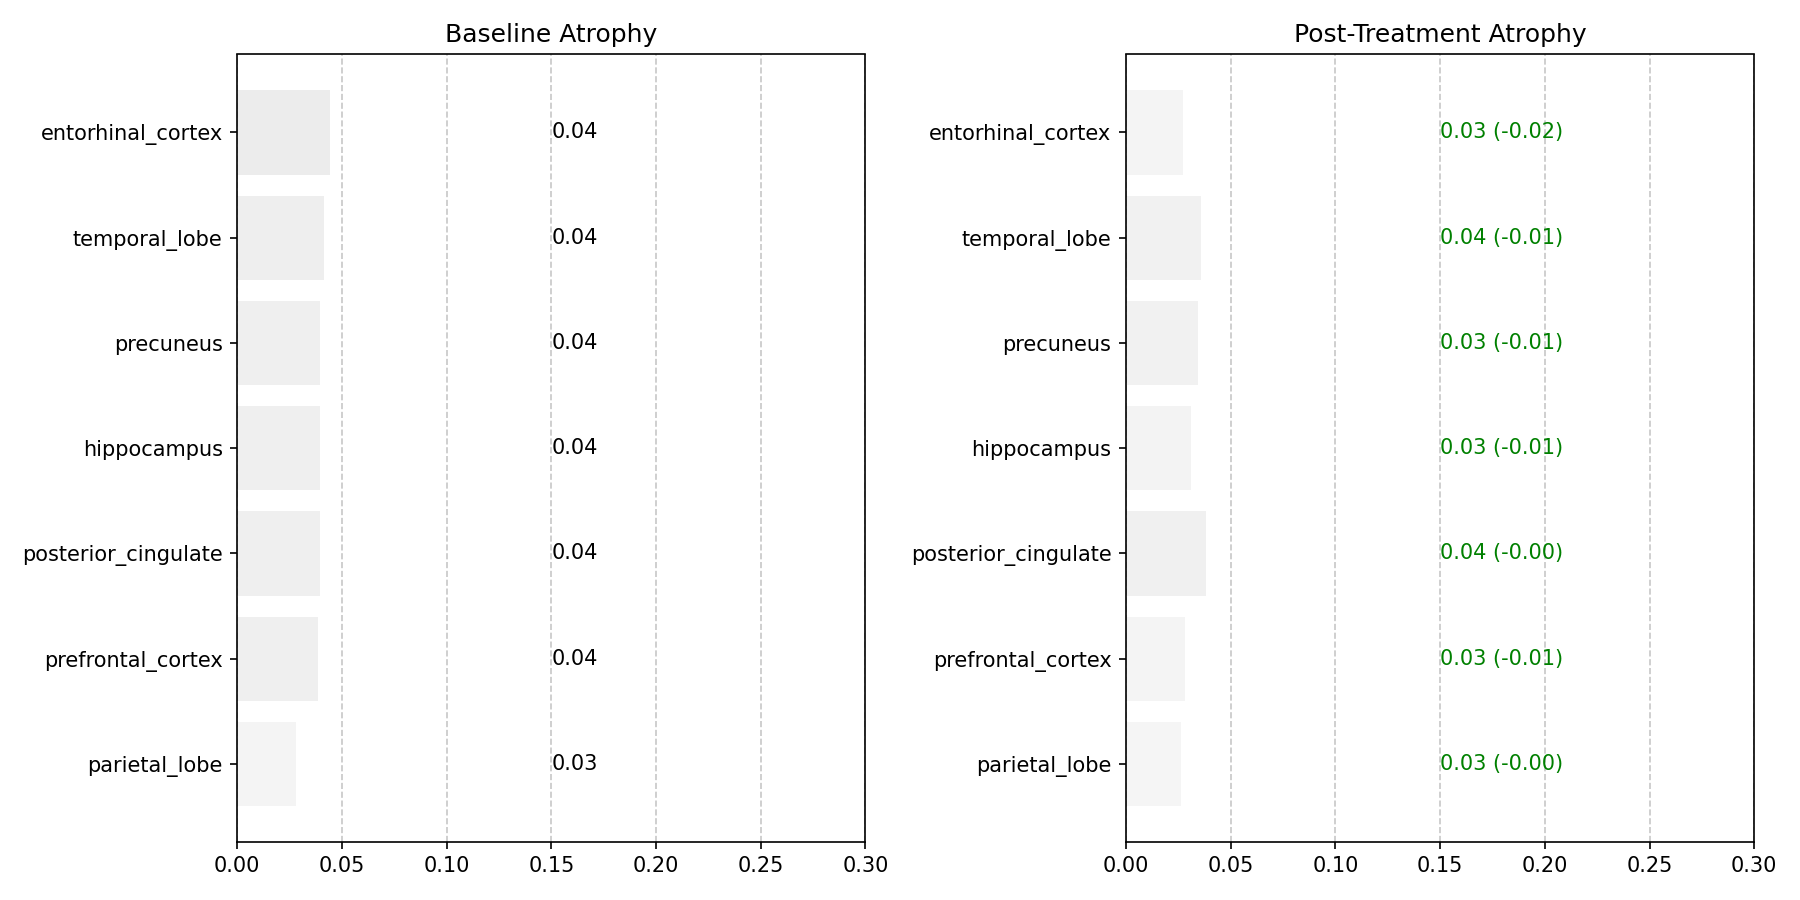 Baseline Atrophy
entorhinal_cortex
0.04
temporal_lobe
0.04
precuneus
0.04
hippocampus
0.04
posterior_cingulate
0.04
prefrontal_cortex
0.04
parietal_lobe
0.03
0.00 0.05 0.10 0.15 0.20 0.25 0.30
Post-Treatment Atrophy
entorhinal_cortex
0.03 (-0.02)
temporal_lobe
0.04 (-0.01)
precuneus
0.03 (-0.01)
hippocampus
0.03 (-0.01)
posterior_cingulate
0.04 (-0.00)
prefrontal_cortex
0.03 (-0.01)
parietal_lobe
0.03 (-0.00)
0.00 0.05 0.10 0.15 0.20 0.25 0.30